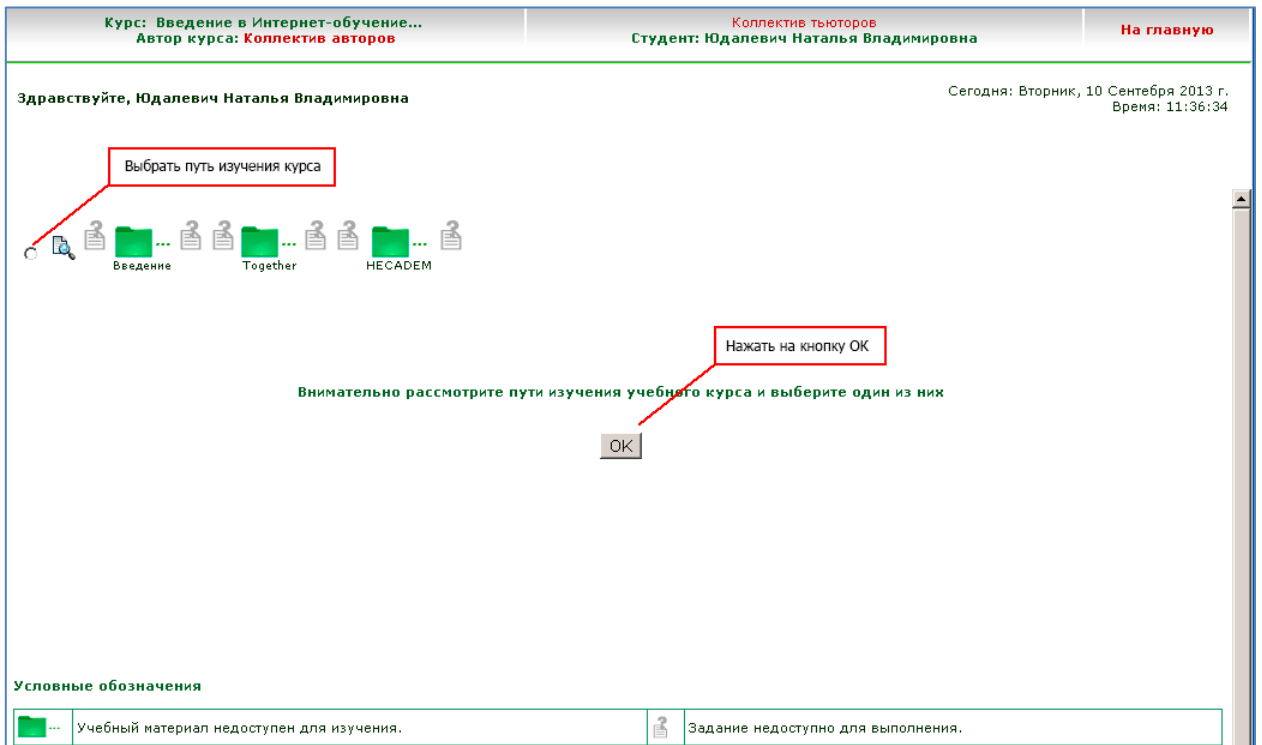 Курс: Введение в Интернет-обучение...
Автор курса: Коллектив авторов
Коллектив тьюторов
Студент: Юдалевич Наталья Владимировна
На главную
Здравствуйте, Юдалевич Наталья Владимировна
Сегодня: Вторник, 10 Сентебря 2013 г.
Время: 11:36:34
Выбрать путь изучения курса
... ... ...
Введение Together HECADEM
Нажать на кнопку ОК
Внимательно рассмотрите пути изучения учебного курса и выберите один из них
OK
Условные обозначения
... Учебный материал недоступен для изучения.
Задание недоступно для выполнения.